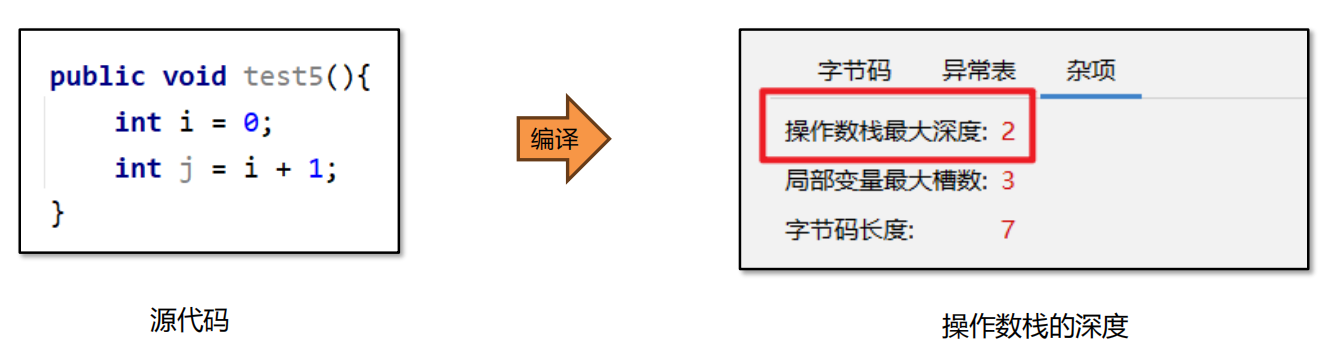 public void test5(){
int i = 0;
int j = i + 1;
}
源代码
编译
字节码 异常表 杂项
操作数栈最大深度: 2
局部变量最大槽数: 3
字节码长度: 7
操作数栈的深度